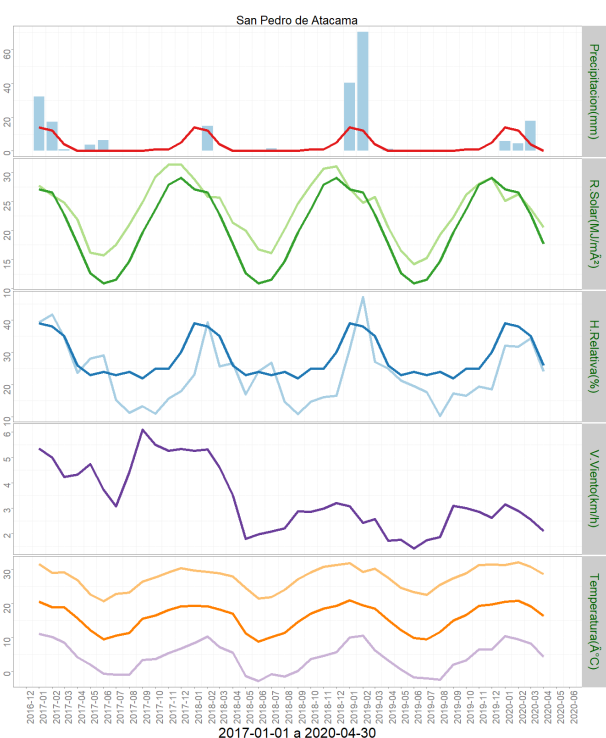 San Pedro de Atacama
0 20 40 60
Precipitacion(mm)
10 15 20 25 30
R.Solar(MJ/mÂ²)
10 20 30 40
H.Relativa(%)
2 3 4 5 6
V.Viento(km/h)
0 10 20 30
Temperatura(Â°C)
2016-12 2017-01 2017-02 2017-03 2017-04 2017-05 2017-06 2017-07 2017-08 2017-09 2017-10 2017-11 2017-12 2018-01 2018-02 2018-03 2018-04 2018-05 2018-06 2018-07 2018-08 2018-09 2018-10 2018-11 2018-12 2019-01 2019-02 2019-03 2019-04 2019-05 2019-06 2019-07 2019-08 2019-09 2019-10 2019-11 2019-12 2020-01 2020-02 2020-03 2020-04 2020-05 2020-06
2017-01-01 a 2020-04-30